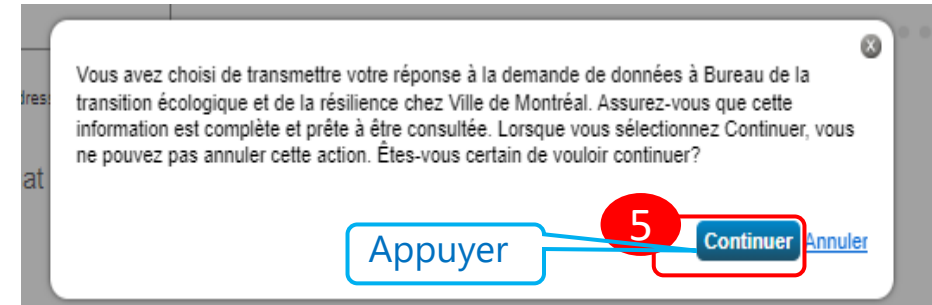 X
Vous avez choisi de transmettre votre réponse à la demande de données à Bureau de la
dres
transition écologique et de la résilience chez Ville de Montréal. Assurez-vous que cette
information est complète et prête à être consultée. Lorsque vous sélectionnez Continuer, vous
ne pouvez pas annuler cette action. Êtes-vous certain de vouloir continuer?
at
5
Appuyer
Continuer Annuler